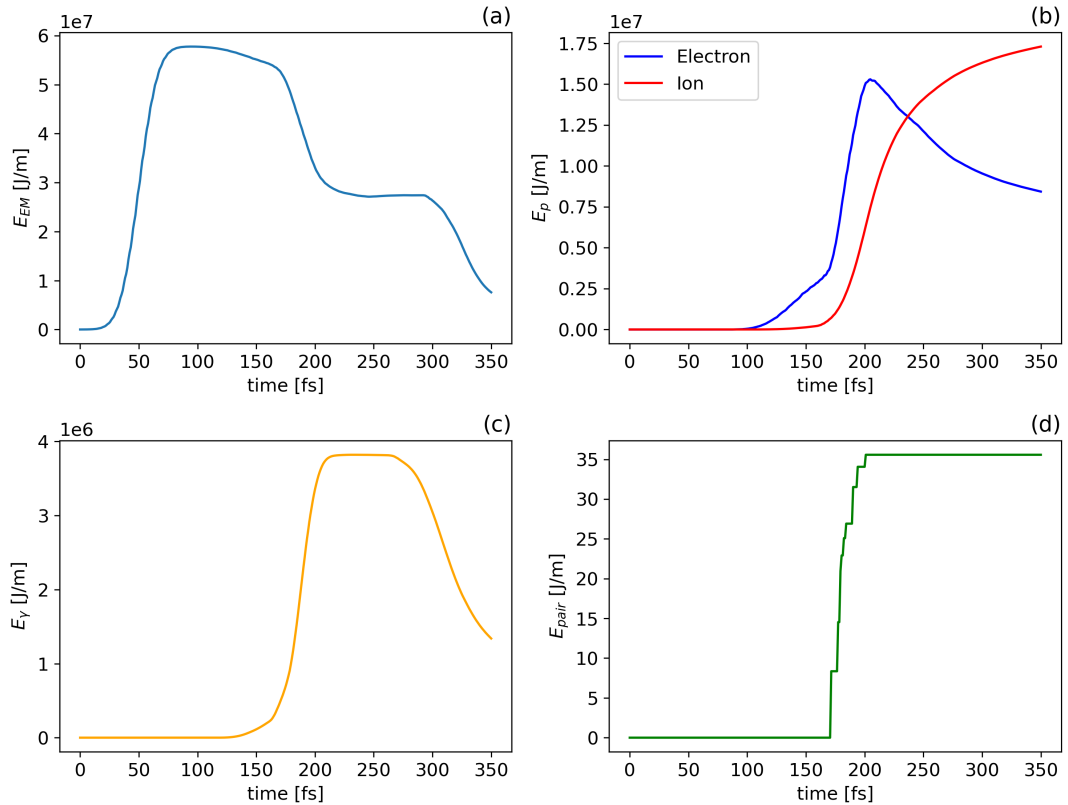 (a)
1e7
6
5
4
3
2
1
0
E_EM [J/m]
0 50 100 150 200 250 300 350
time [fs]
(b)
1e7
Electron
Ion
1.75
1.50
1.25
1.00
0.75
0.50
0.25
0.00
E_p [J/m]
0 50 100 150 200 250 300 350
time [fs]
(c)
1e6
4
3
2
1
0
E_γ [J/m]
0 50 100 150 200 250 300 350
time [fs]
(d)
35
30
25
20
15
10
5
0
E_pair [J/m]
0 50 100 150 200 250 300 350
time [fs]